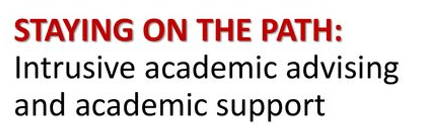 STAYING ON THE PATH:
Intrusive academic advising
and academic support